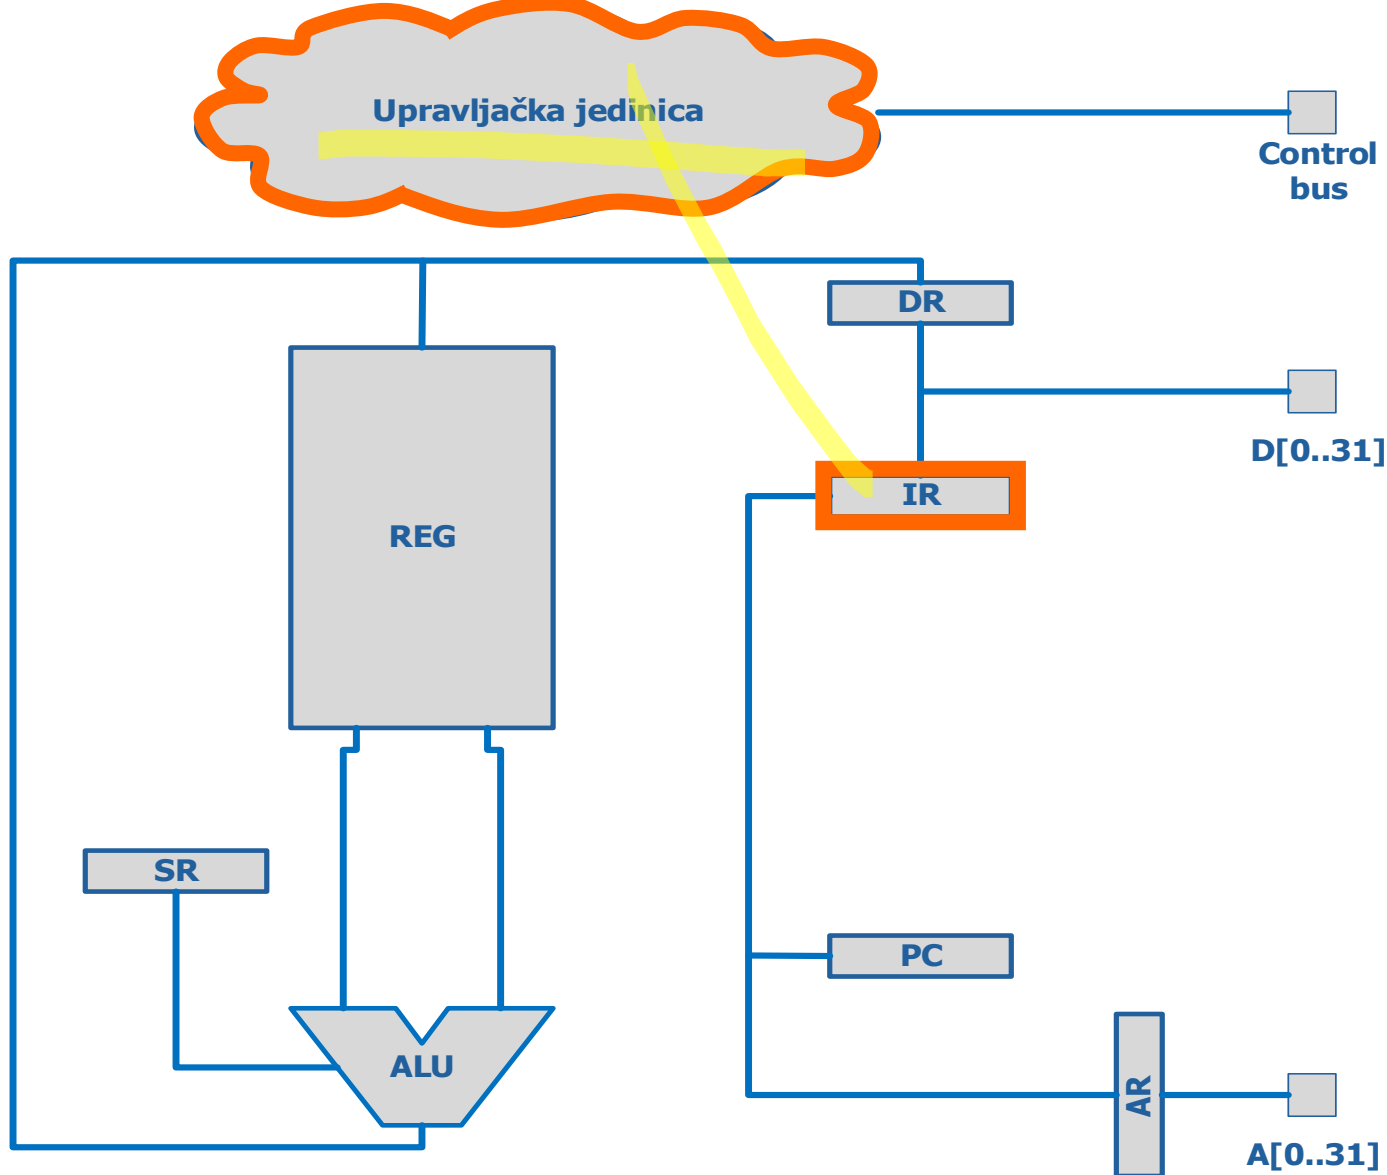 Upravljačka jedinica
Control
bus
DR
D[0..31]
IR
REG
SR
PC
ALU
AR
A[0..31]